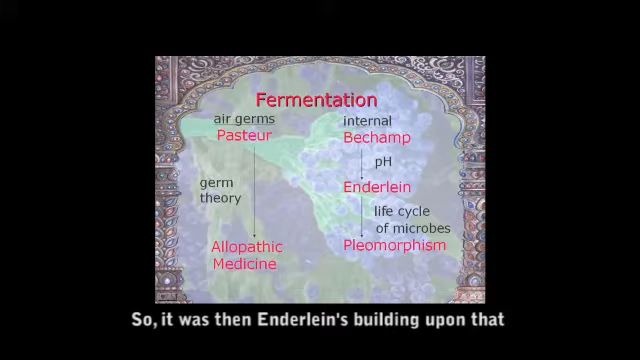 Fermentation
air germs
Pasteur
germ
theory
Allopathic
Medicine
internal
Bechamp
pH
Enderlein
life cycle
of microbes
Pleomorphism
So, it was then Enderlein's building upon that